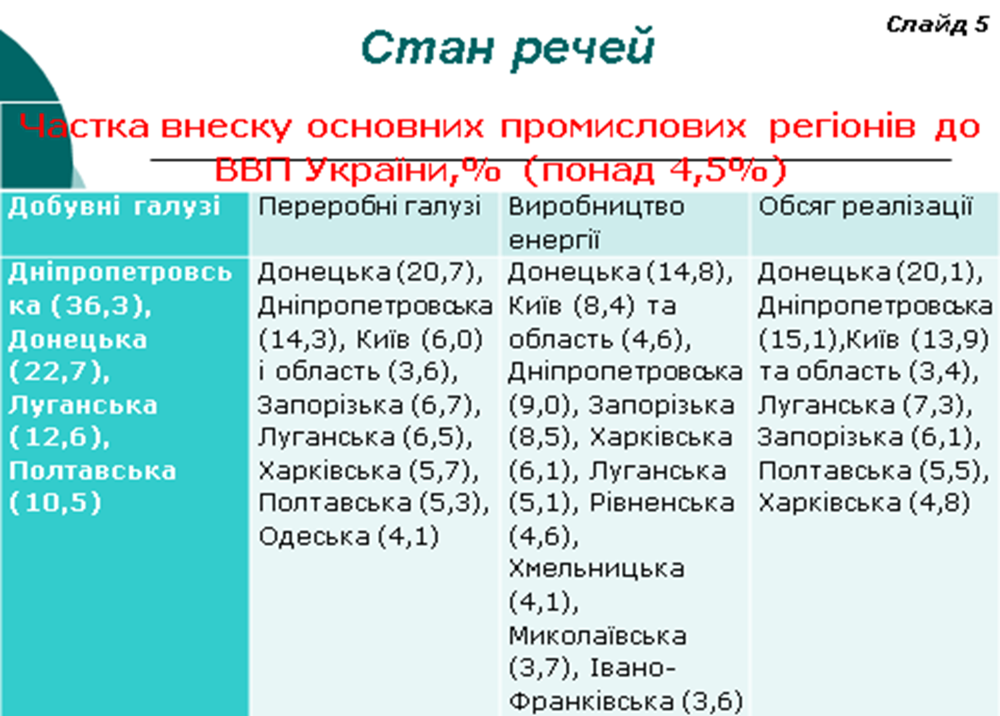 Слайд 5
Стан речей
Частка внеску основних промислових регіонів до
ВВП України,% (понад 4,5%)
Добувні галузі
Переробні галузі
Виробництво
енергії
Обсяг реалізації
Дніпропетровсь
ка (36,3),
Донецька
(22,7),
Луганська
(12,6),
Полтавська
(10,5)
Донецька (20,7),
Дніпропетровська
(14,3), Київ (6,0)
і область (3,6),
Запорізька (6,7),
Луганська (6,5),
Харківська (5,7),
Полтавська (5,3),
Одеська (4,1)
Донецька (14,8),
Київ (8,4) та
область (4,6),
Дніпропетровська
(9,0), Запорізька
(8,5), Харківська
(6,1), Луганська
(5,1), Рівненська
(4,6),
Хмельницька
(4,1),
Миколаївська
(3,7), Івано-
Франківська (3,6)
Донецька (20,1),
Дніпропетровська
(15,1),Київ (13,9)
та область (3,4),
Луганська (7,3),
Запорізька (6,1),
Полтавська (5,5),
Харківська (4,8)